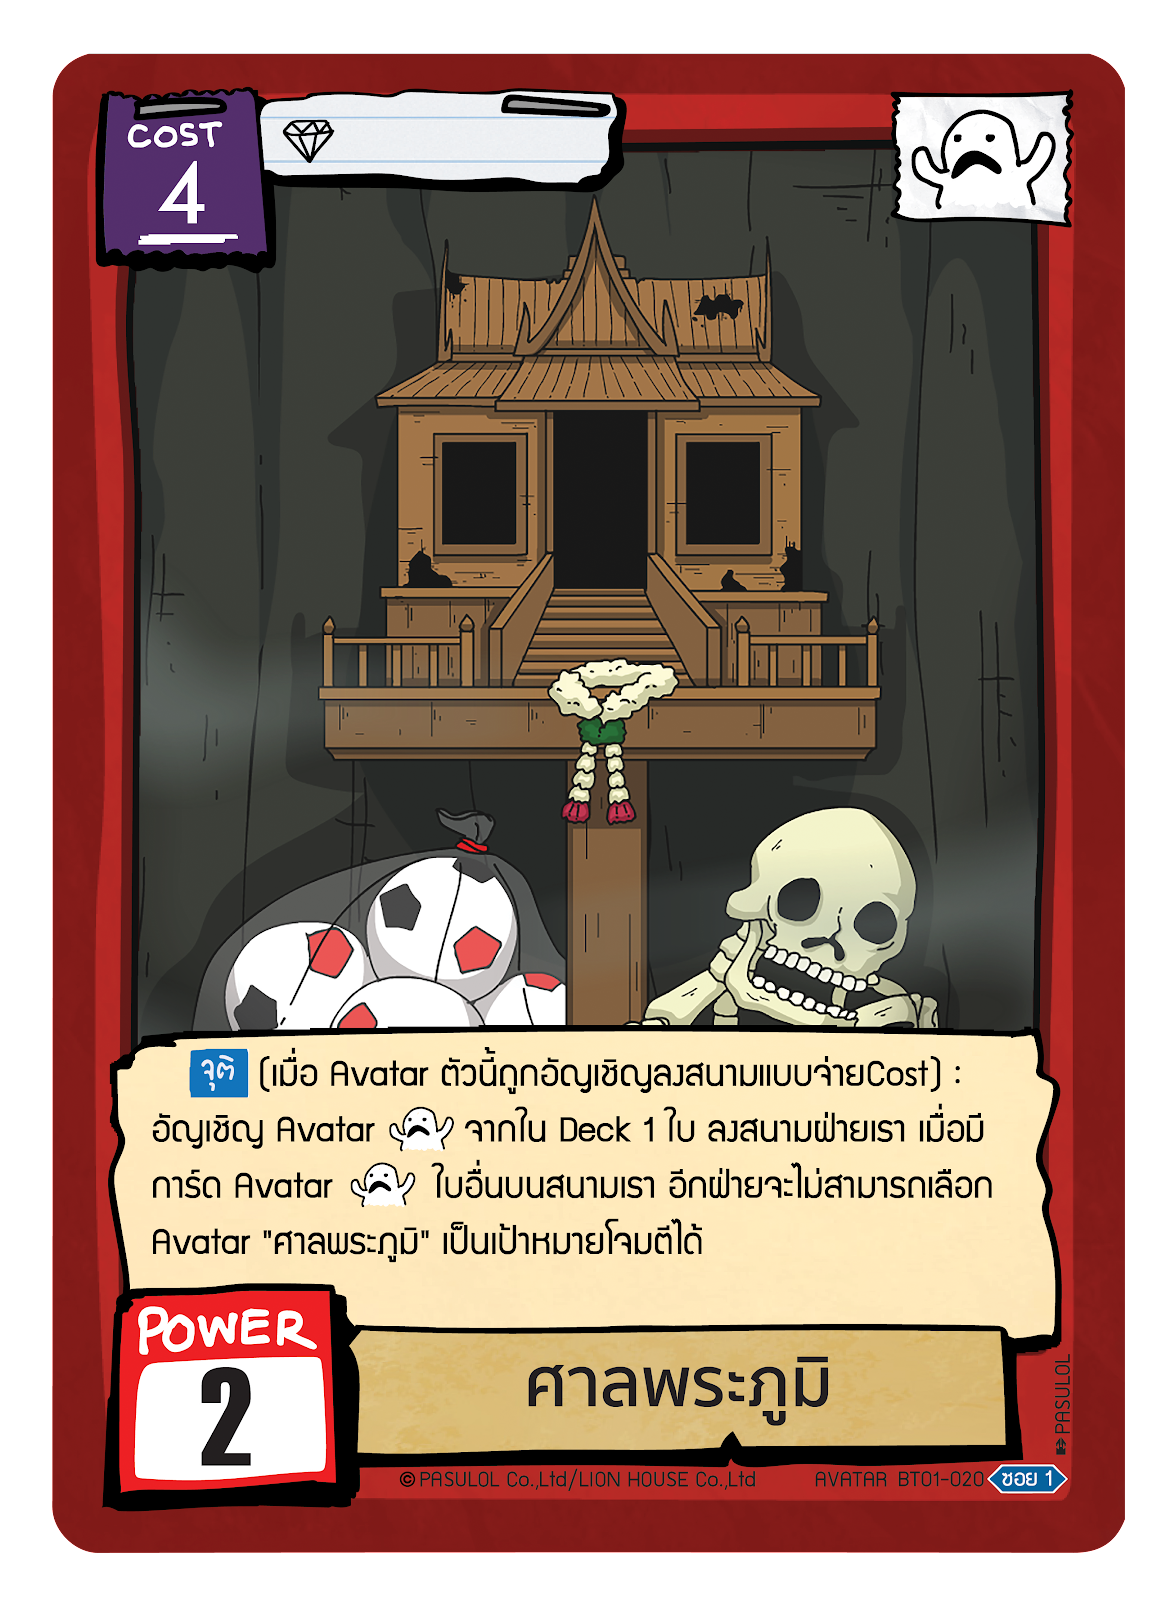 COST
4
จุติ (เมื่อ Avatar ตัวนี้ถูกอัญเชิญลงสนามแบบจ่ายCost) :
อัญเชิญ Avatar จากใน Deck 1 ใบ ลงสนามฝ่ายเรา เมื่อมี
การ์ด Avatar ใบอื่นบนสนามเรา อีกฝ่ายจะไม่สามารถเลือก
Avatar "ศาลพระภูมิ" เป็นเป้าหมายโจมตีได้
POWER
2
ศาลพระภูมิ
PASULOL
© PASULOL Co.,Ltd/LION HOUSE Co.,Ltd
AVATAR BT01-020 ซอย 1